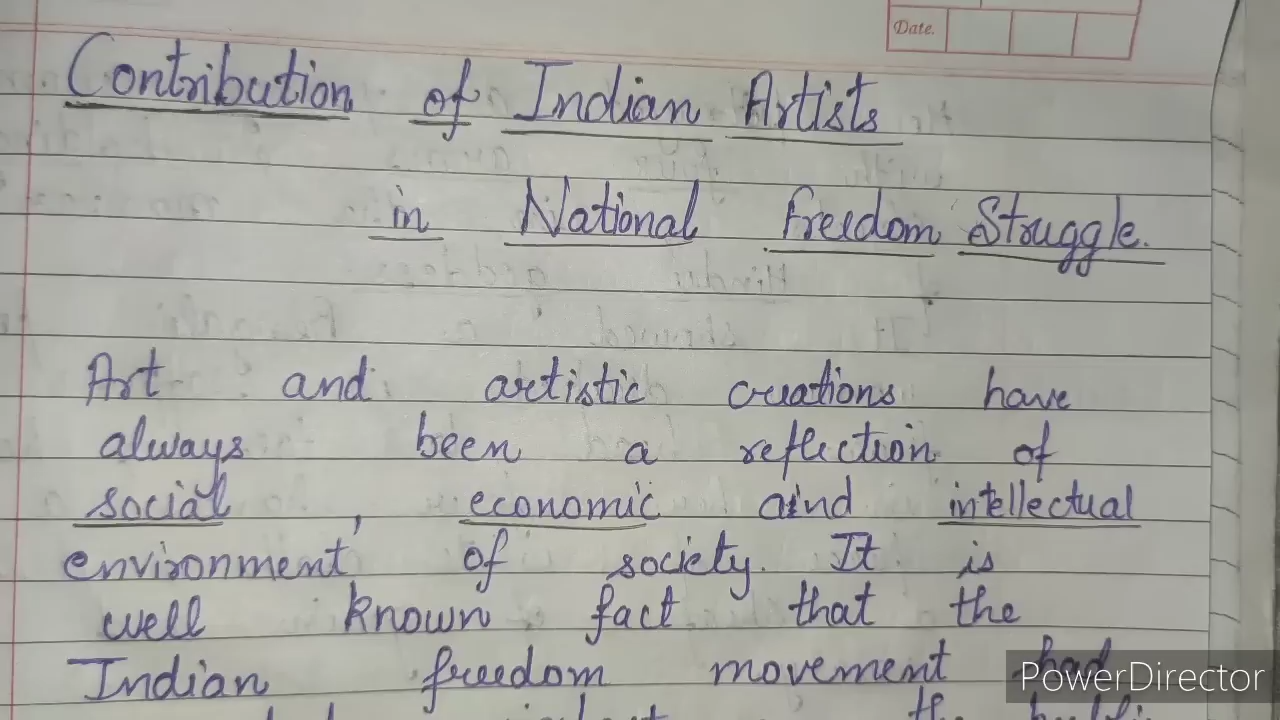 Date.
Contribution of Indian Artists
in National Freedom Struggle.
Art and artistic creations have
always been a reflection of
social, economic and intellectual
environment of society. It is
well known fact that the
Indian freedom movement had
PowerDirector
the